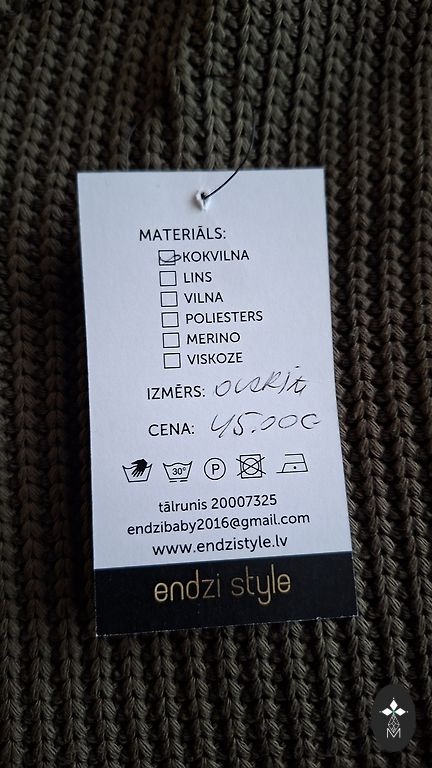 MATERIĀLS:
KOKVILNA
LINS
VILNA
POLIESTERS
MERINO
VISKOZE
IZMĒRS:
CENA: 45.00€
30°
P
tālrunis 20007325
endzibaby2016@gmail.com
www.endzistyle.lv
endzi style
M